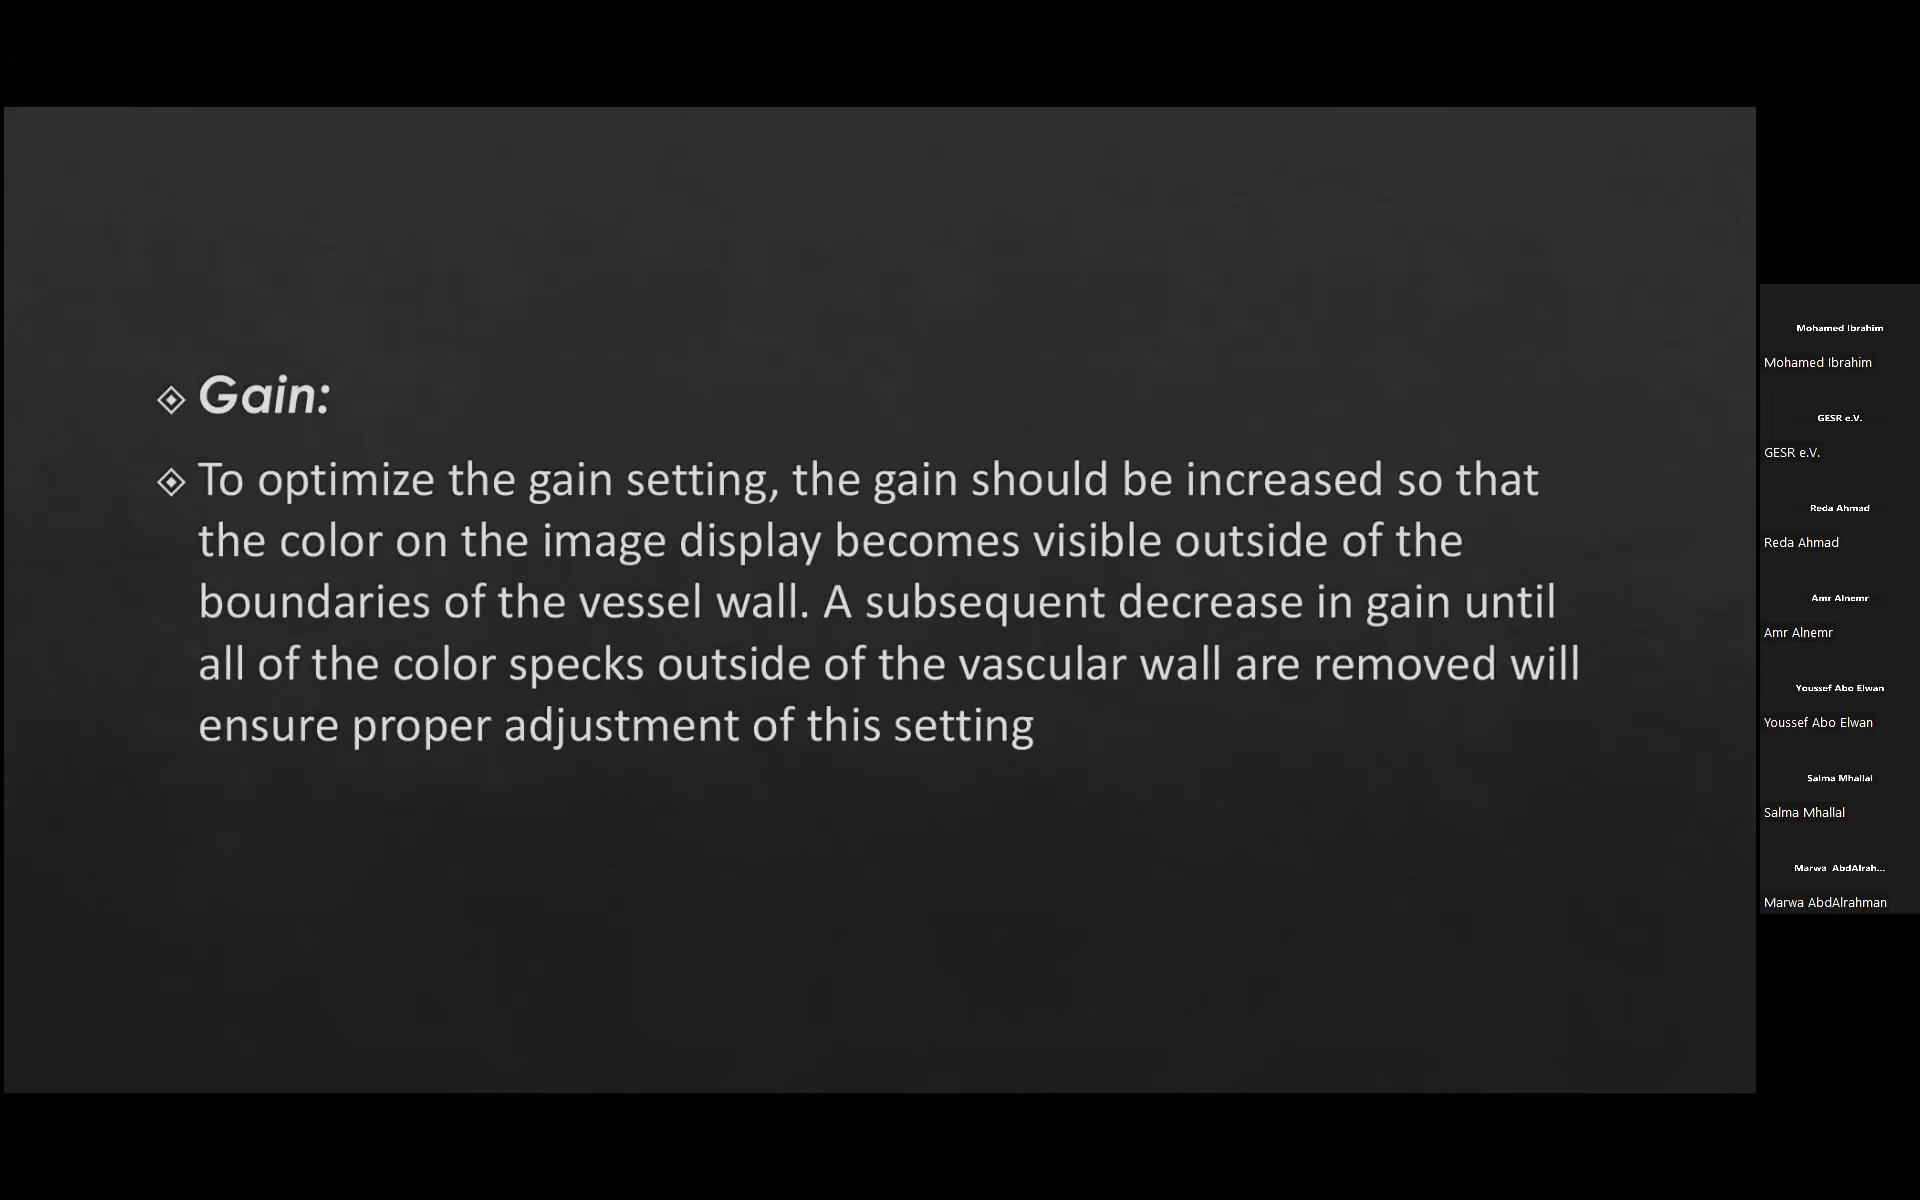 Gain:
To optimize the gain setting, the gain should be increased so that
the color on the image display becomes visible outside of the
boundaries of the vessel wall. A subsequent decrease in gain until
all of the color specks outside of the vascular wall are removed will
ensure proper adjustment of this setting
Mohamed Ibrahim
Mohamed Ibrahim
GESR e.V.
GESR e.V.
Reda Ahmad
Reda Ahmad
Amr Alnemr
Amr Alnemr
Youssef Abo Elwan
Youssef Abo Elwan
Salma Mhallal
Salma Mhallal
Marwa AbdAlrah...
Marwa AbdAlrahman